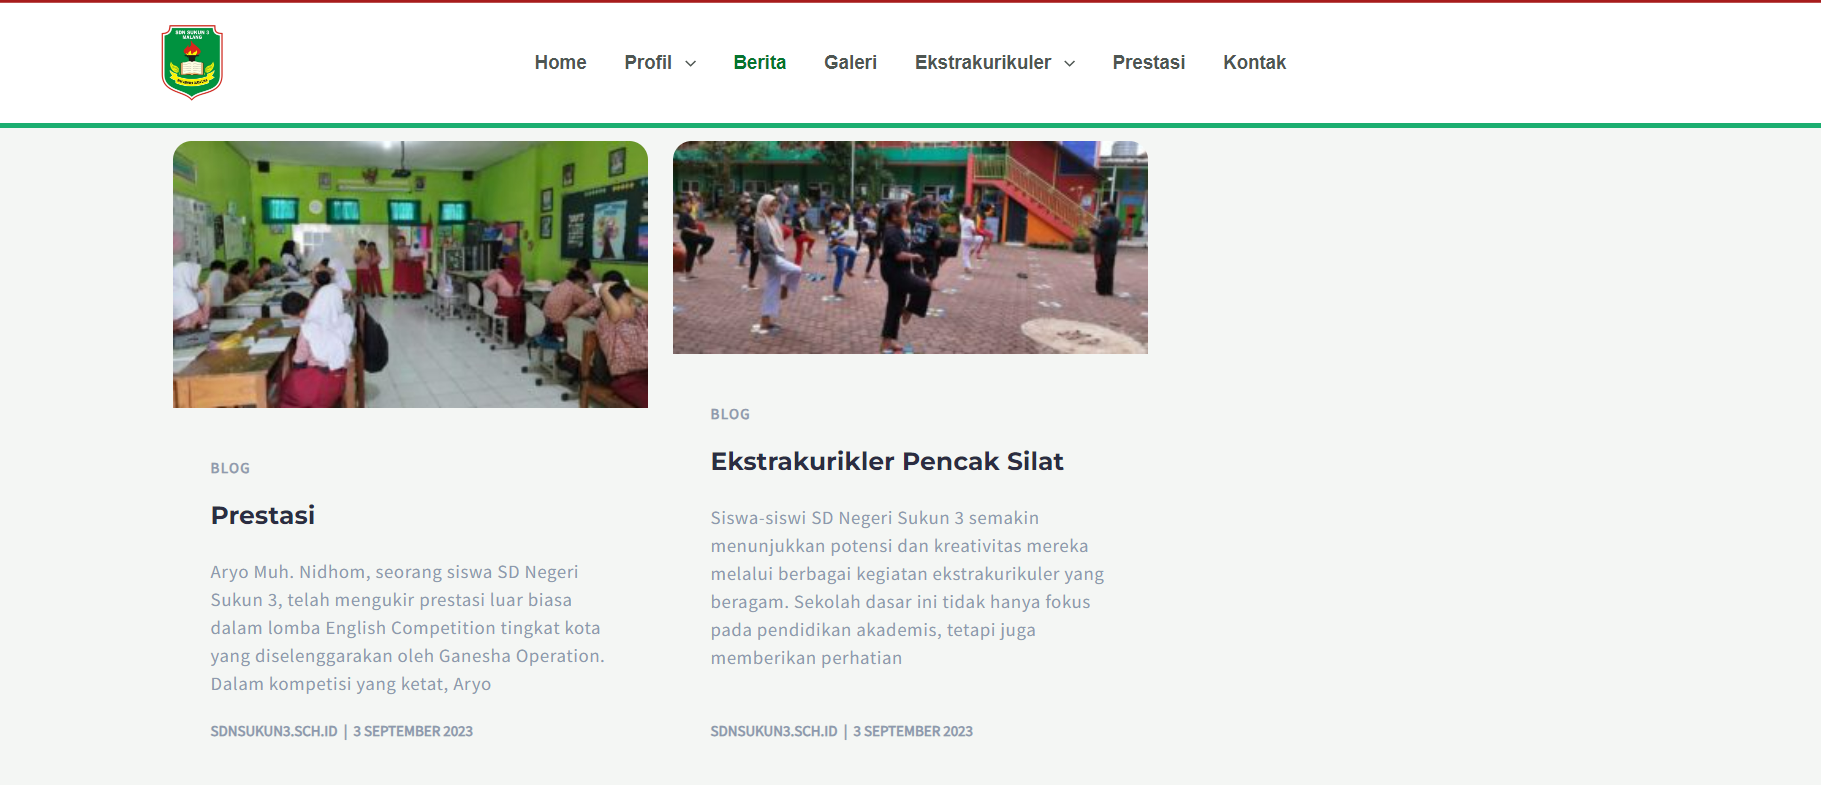 SDN SUKUN 3
MALANG
Home
Profil
Berita
Galeri
Ekstrakurikuler
Prestasi
Kontak
BLOG
Prestasi
Aryo Muh. Nidhom, seorang siswa SD Negeri
Sukun 3, telah mengukir prestasi luar biasa
dalam lomba English Competition tingkat kota
yang diselenggarakan oleh Ganesha Operation.
Dalam kompetisi yang ketat, Aryo
SDNSUKUN3.SCH.ID | 3 SEPTEMBER 2023
BLOG
Ekstrakurikler Pencak Silat
Siswa-siswi SD Negeri Sukun 3 semakin
menunjukkan potensi dan kreativitas mereka
melalui berbagai kegiatan ekstrakurikuler yang
beragam. Sekolah dasar ini tidak hanya fokus
pada pendidikan akademis, tetapi juga
memberikan perhatian
SDNSUKUN3.SCH.ID | 3 SEPTEMBER 2023